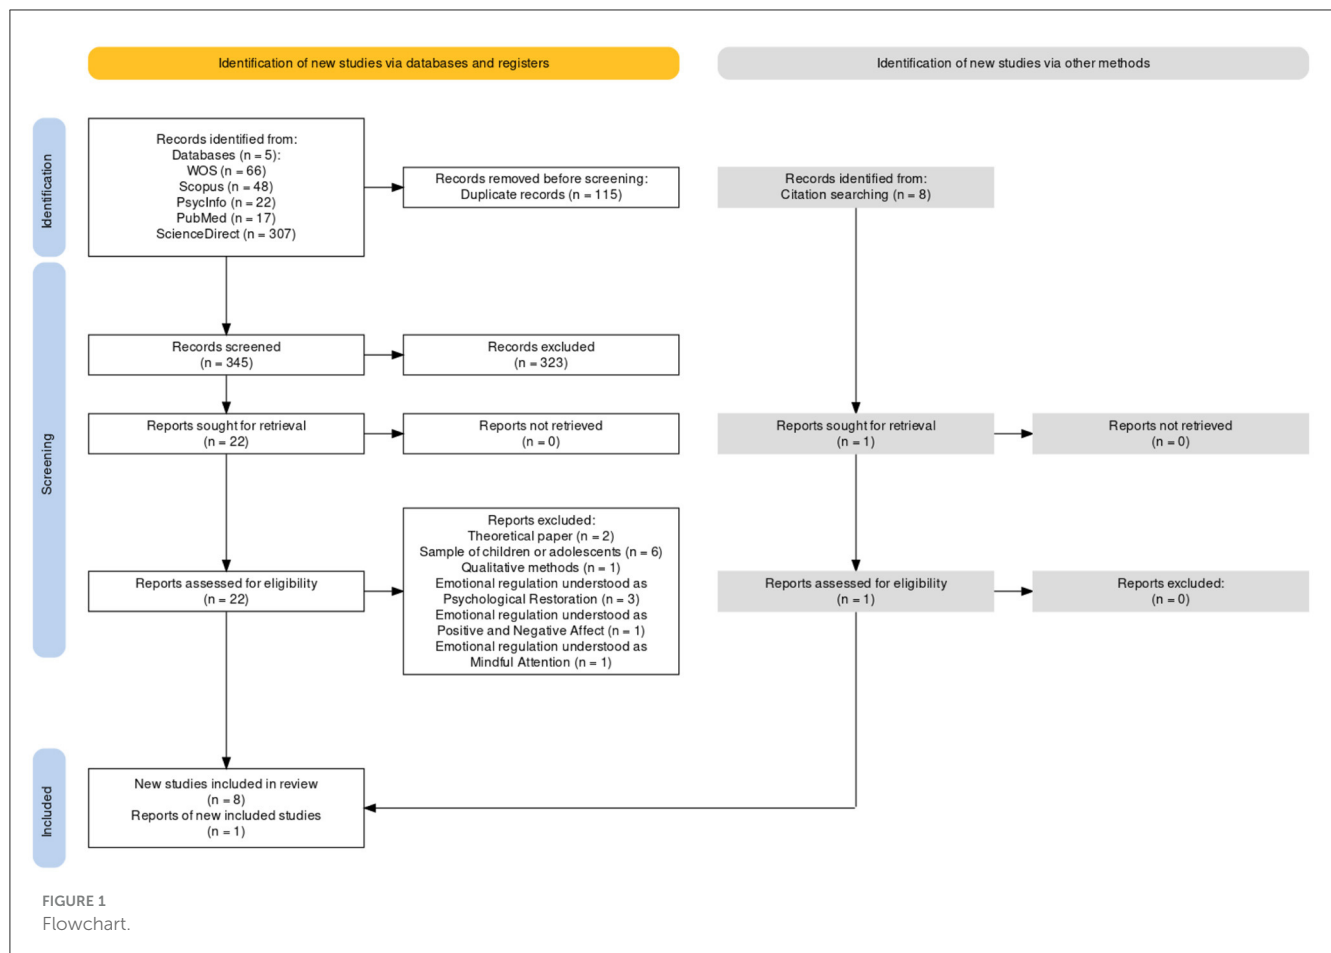 Identification of new studies via databases and registers
Identification of new studies via other methods
Identification
Records identified from:
Databases (n = 5):
WOS (n = 66)
Scopus (n = 48)
PsycInfo (n = 22)
PubMed (n = 17)
ScienceDirect (n = 307)
Records removed before screening:
Duplicate records (n = 115)
Records identified from:
Citation searching (n = 8)
Screening
Records screened
(n = 345)
Records excluded
(n = 323)
Reports sought for retrieval
(n = 22)
Reports not retrieved
(n = 0)
Reports sought for retrieval
(n = 1)
Reports not retrieved
(n = 0)
Reports assessed for eligibility
(n = 22)
Reports excluded:
Theoretical paper (n = 2)
Sample of children or adolescents (n = 6)
Qualitative methods (n = 1)
Emotional regulation understood as
Psychological Restoration (n = 3)
Emotional regulation understood as
Positive and Negative Affect (n = 1)
Emotional regulation understood as
Mindful Attention (n = 1)
Reports assessed for eligibility
(n = 1)
Reports excluded:
(n = 0)
Included
New studies included in review
(n = 8)
Reports of new included studies
(n = 1)
FIGURE 1
Flowchart.